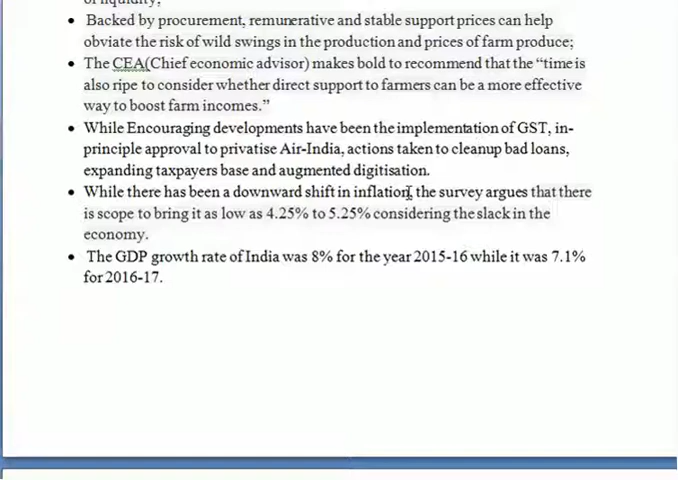 of liquidity;
• Backed by procurement, remunerative and stable support prices can help
obviate the risk of wild swings in the production and prices of farm produce;
• The CEA(Chief economic advisor) makes bold to recommend that the “time is
also ripe to consider whether direct support to farmers can be a more effective
way to boost farm incomes.”
• While Encouraging developments have been the implementation of GST, in-
principle approval to privatise Air-India, actions taken to cleanup bad loans,
expanding taxpayers base and augmented digitisation.
• While there has been a downward shift in inflation, the survey argues that there
is scope to bring it as low as 4.25% to 5.25% considering the slack in the
economy.
• The GDP growth rate of India was 8% for the year 2015-16 while it was 7.1%
for 2016-17.